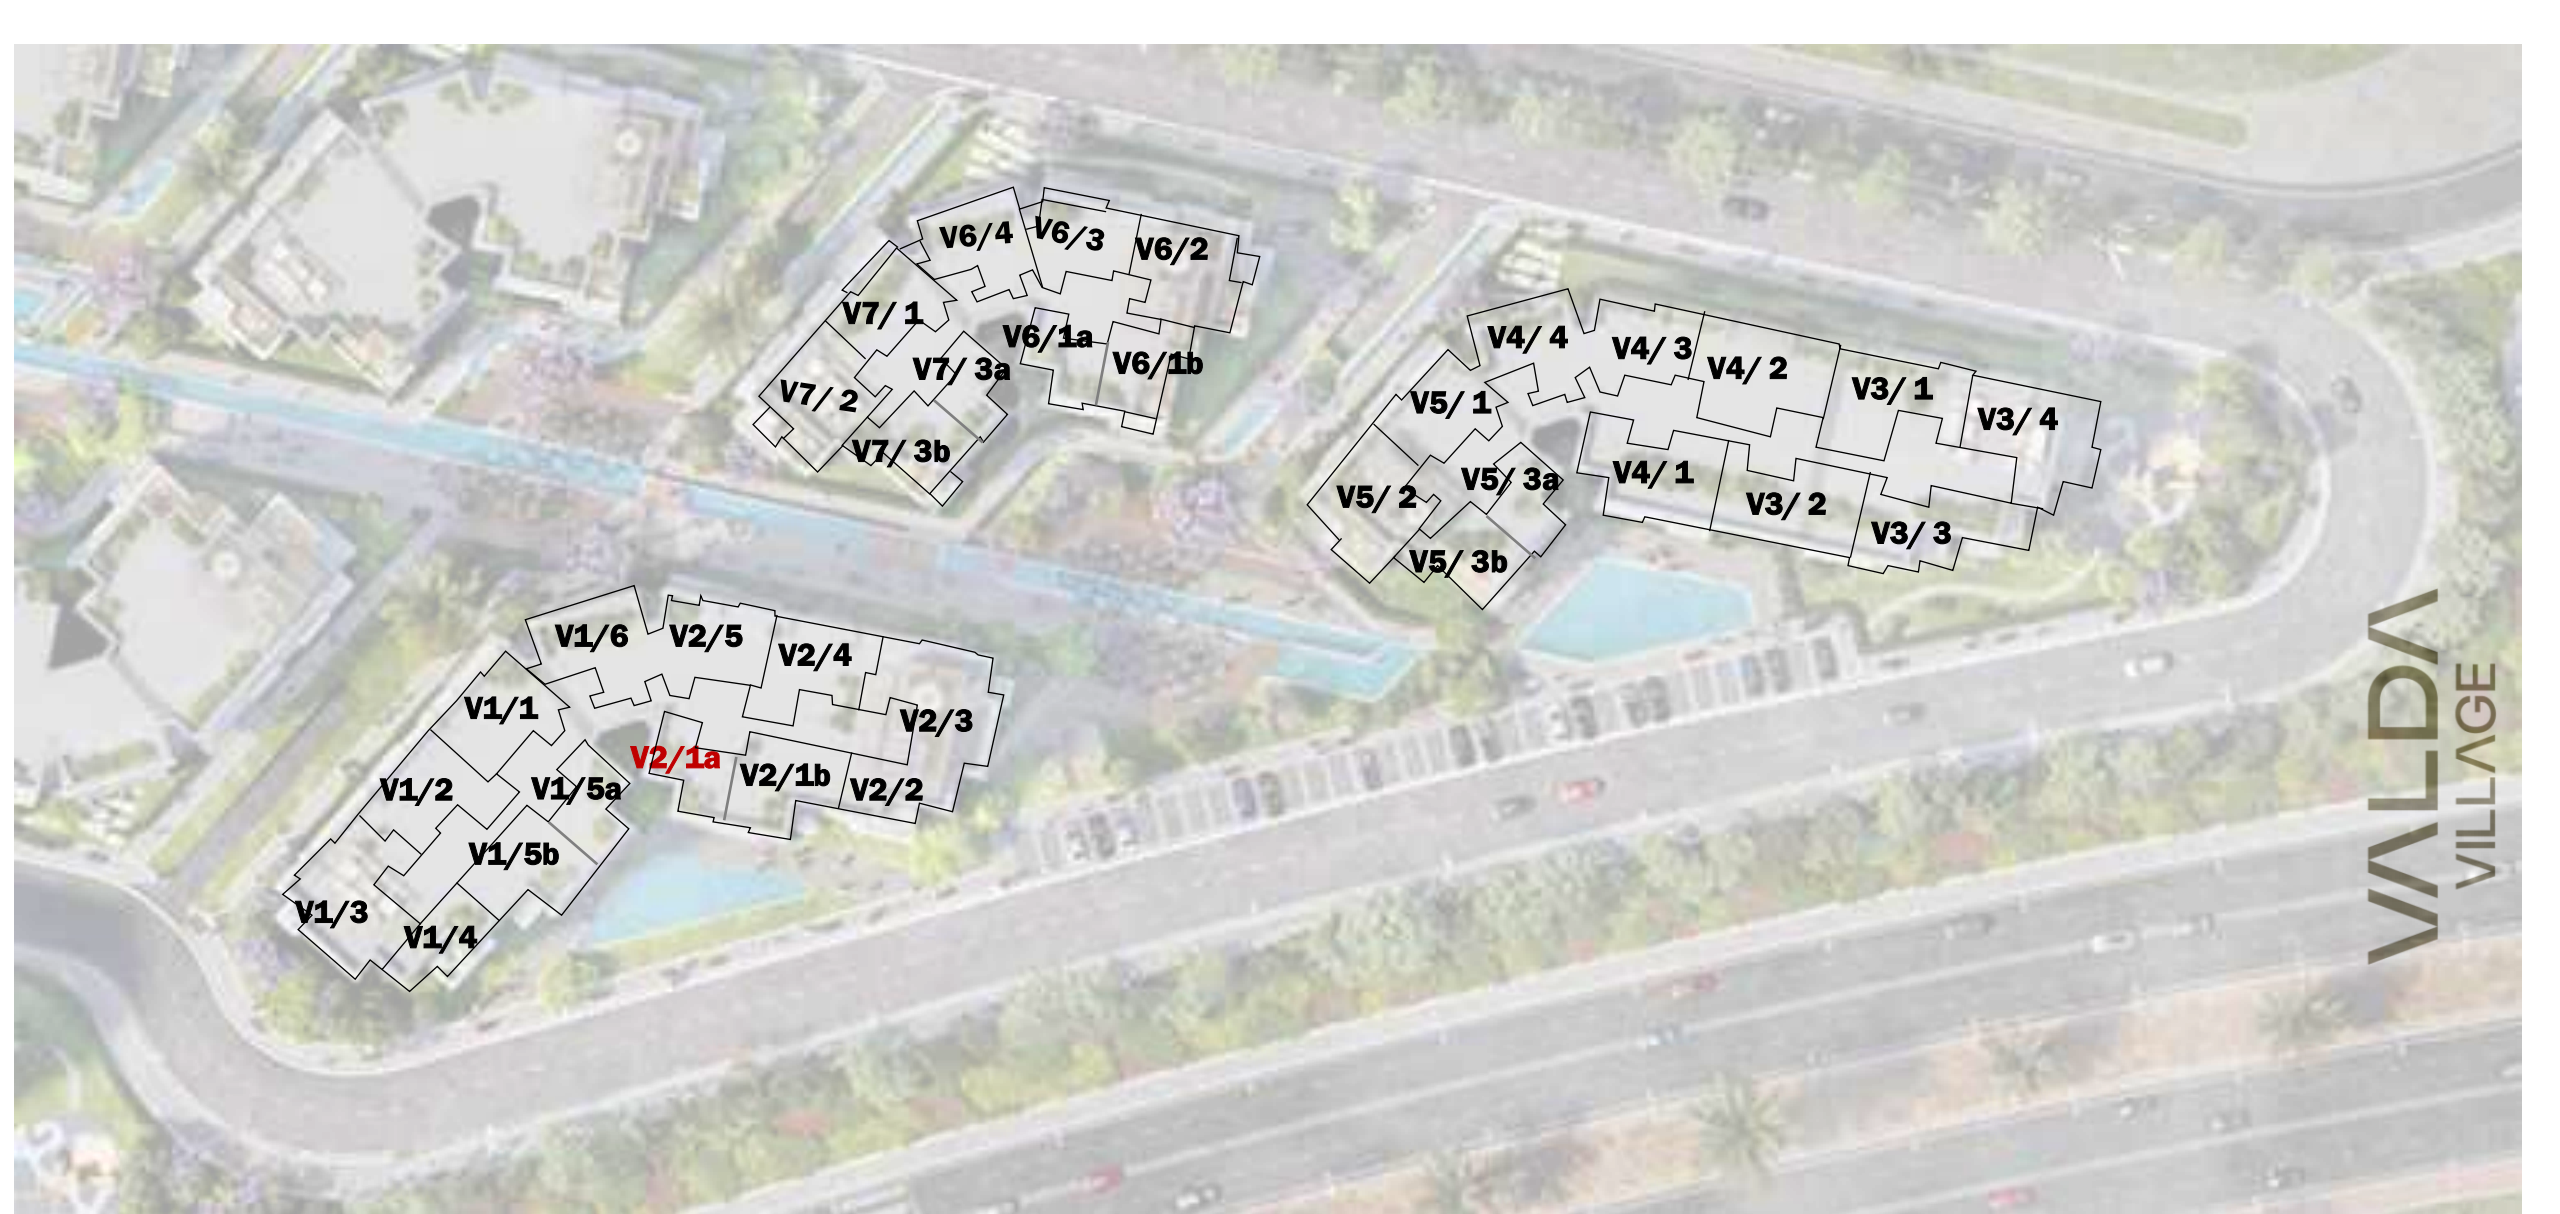 V6/4
V6/3
V6/2
V7/ 1
V6/1a
V6/1b
V7/ 3a
V7/ 2
V7/ 3b
V4/ 4
V4/ 3
V4/ 2
V3/ 1
V3/ 4
V5/ 1
V4/ 1
V5/ 3a
V5/ 2
V3/ 2
V3/ 3
V5/ 3b
V1/6
V2/5
V2/4
V1/1
V2/3
V2/1a
V2/1b
V2/2
V1/2
V1/5a
V1/5b
V1/3
V1/4
VALDA
VILLAGE